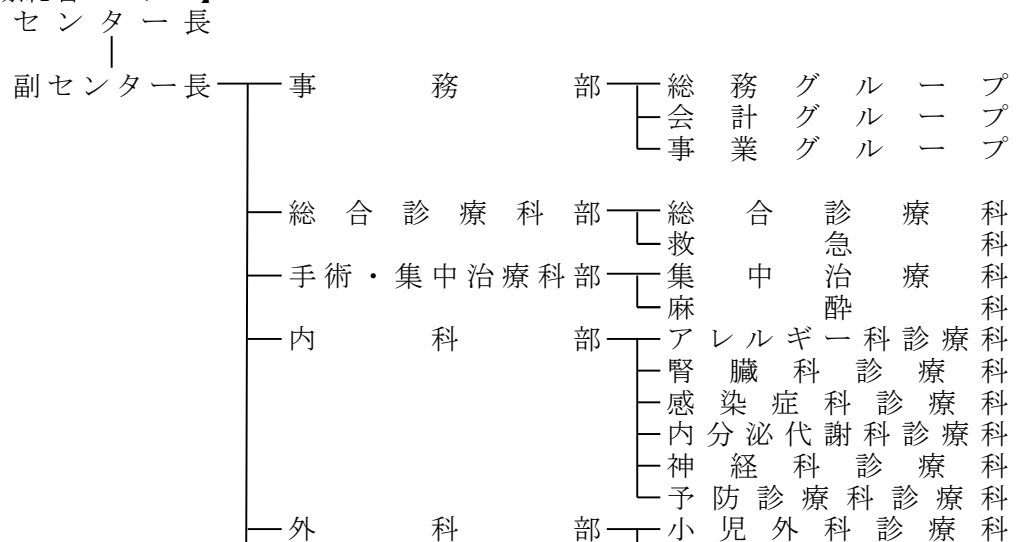 センター長
副センター長 事務部 総務グループ
会計グループ
事業グループ
総合診療科部 総合診療科
救急科
手術・集中治療科部 集中治療科
麻酔科
内科部 アレルギー科診療科
腎臓科診療科
感染症科診療科
内分泌代謝科診療科
神経科診療科
予防診療科診療科
外科部 小児外科診療科